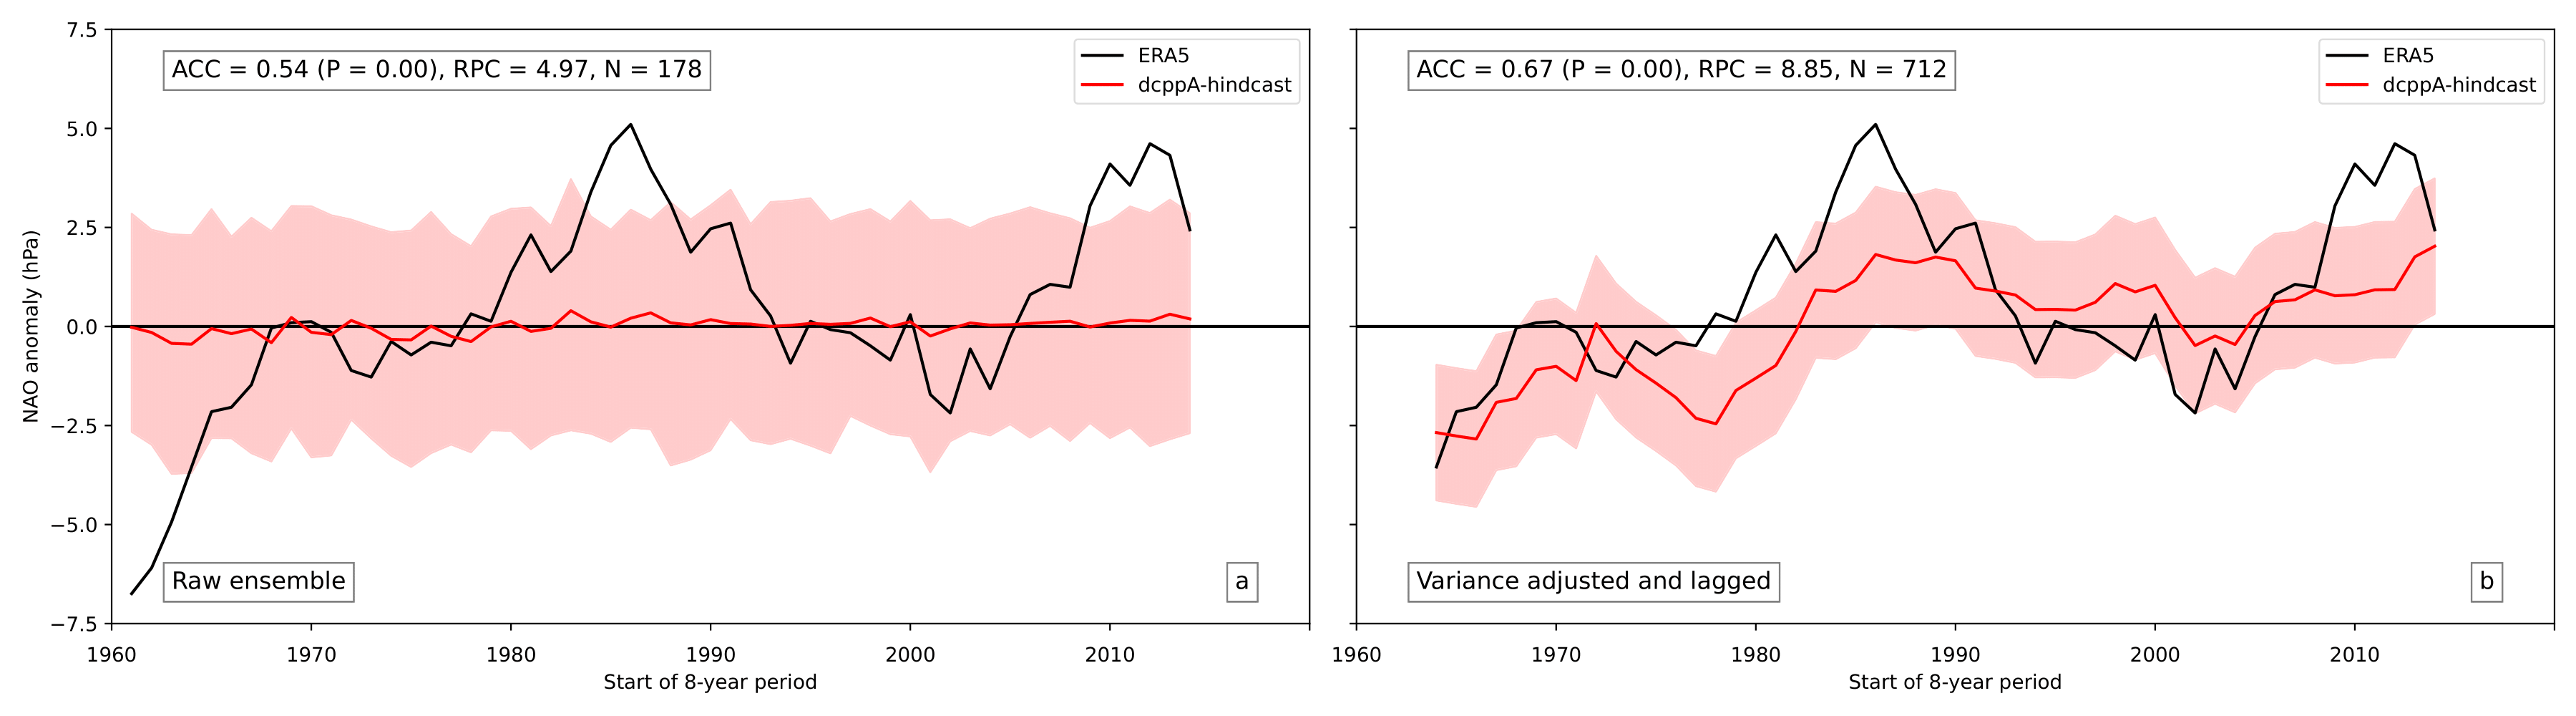 ACC = 0.54 (P = 0.00), RPC = 4.97, N = 178
ERA5
dcppA-hindcast
NAO anomaly (hPa)
7.5
5.0
2.5
0.0
−2.5
−5.0
−7.5
Raw ensemble
a
1960
1970
1980
1990
2000
2010
Start of 8-year period
ACC = 0.67 (P = 0.00), RPC = 8.85, N = 712
ERA5
dcppA-hindcast
Variance adjusted and lagged
b
1960
1970
1980
1990
2000
2010
Start of 8-year period